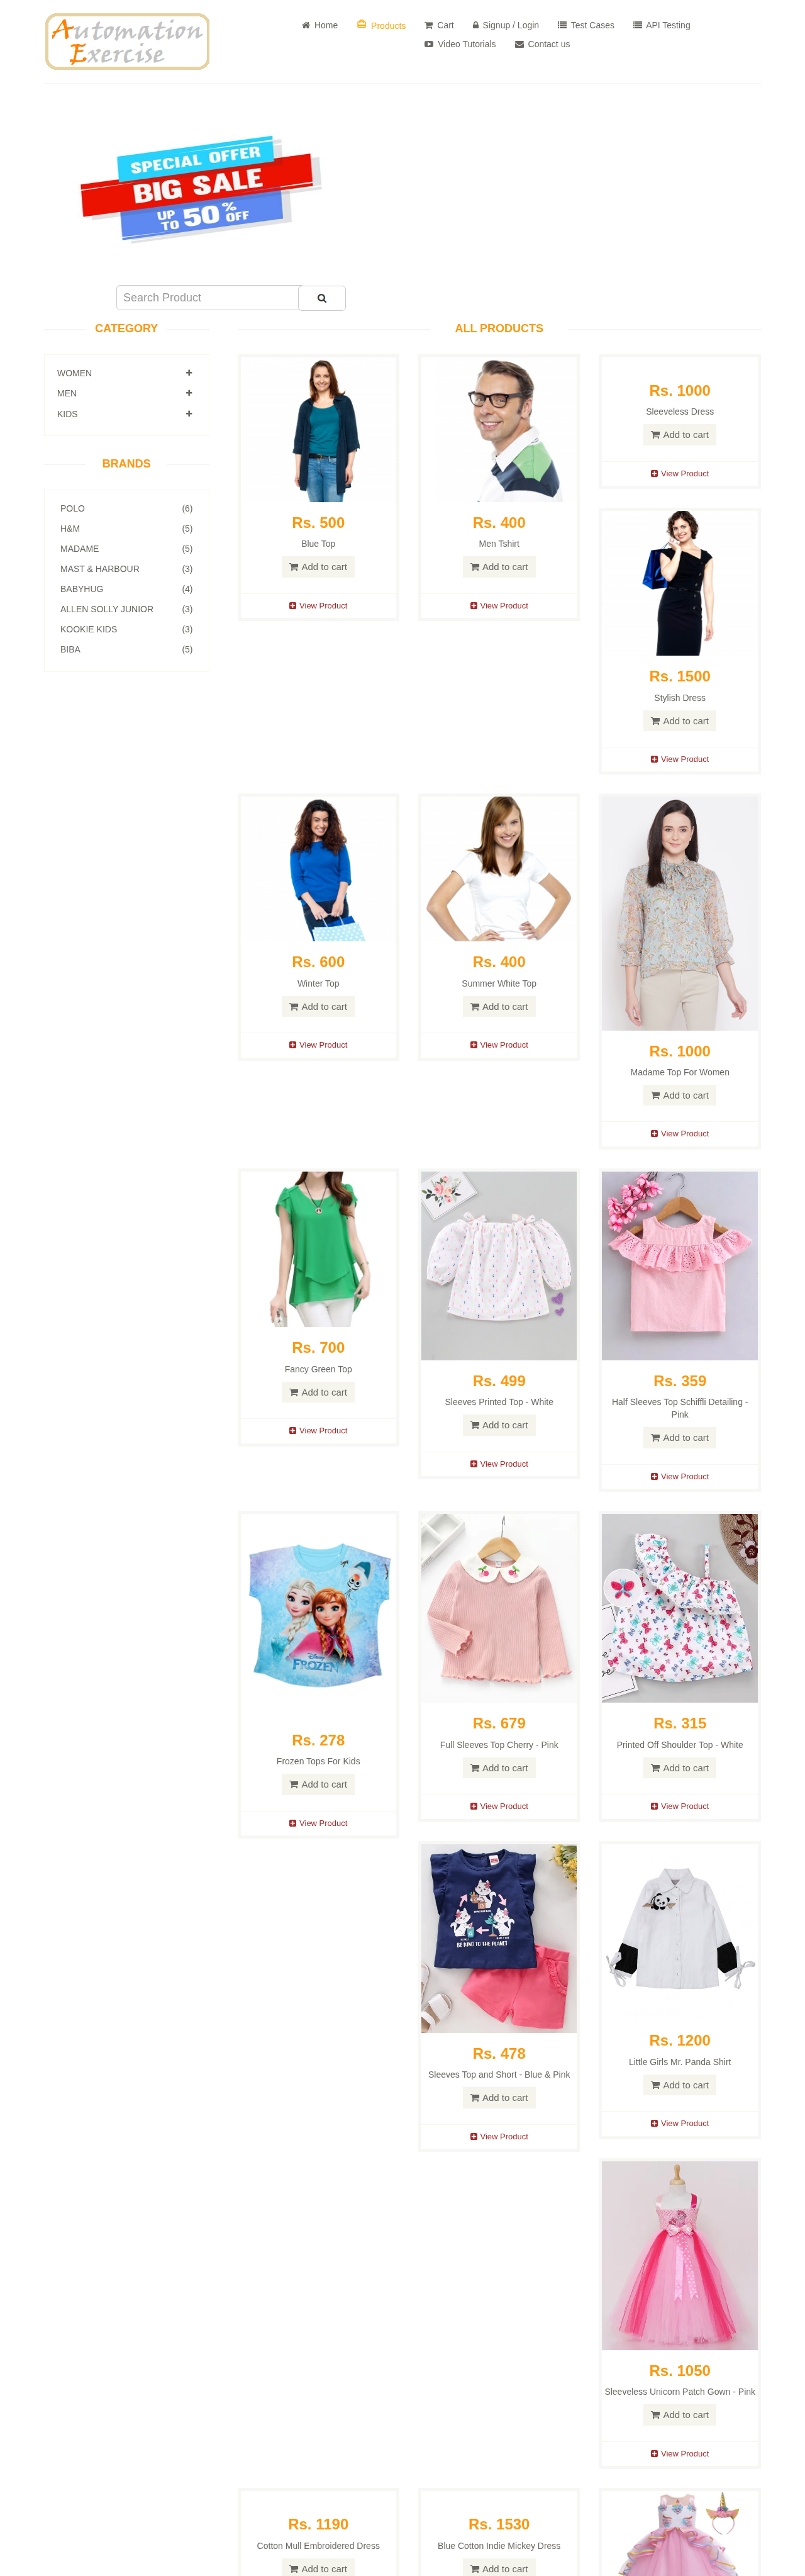 Automation
Exercise
Home
Products
Cart
Signup / Login
Test Cases
API Testing
Video Tutorials
Contact us
SPECIAL OFFER
BIG SALE
UP TO 50% OFF
Search Product
CATEGORY
WOMEN
MEN
KIDS
BRANDS
POLO (6)
H&M (5)
MADAME (5)
MAST & HARBOUR (3)
BABYHUG (4)
ALLEN SOLLY JUNIOR (3)
KOOKIE KIDS (3)
BIBA (5)
ALL PRODUCTS
Rs. 500
Blue Top
Add to cart
View Product
Rs. 400
Men Tshirt
Add to cart
View Product
Rs. 1000
Sleeveless Dress
Add to cart
View Product
Rs. 1500
Stylish Dress
Add to cart
View Product
Rs. 600
Winter Top
Add to cart
View Product
Rs. 400
Summer White Top
Add to cart
View Product
Rs. 1000
Madame Top For Women
Add to cart
View Product
Rs. 700
Fancy Green Top
Add to cart
View Product
Rs. 499
Sleeves Printed Top - White
Add to cart
View Product
Rs. 359
Half Sleeves Top Schiffli Detailing -
Pink
Add to cart
View Product
FROZEN
Rs. 278
Frozen Tops For Kids
Add to cart
View Product
Rs. 679
Full Sleeves Top Cherry - Pink
Add to cart
View Product
Rs. 315
Printed Off Shoulder Top - White
Add to cart
View Product
BE KIND TO THE PLANET
Rs. 478
Sleeves Top and Short - Blue & Pink
Add to cart
View Product
Rs. 1200
Little Girls Mr. Panda Shirt
Add to cart
View Product
Rs. 1050
Sleeveless Unicorn Patch Gown - Pink
Add to cart
View Product
Rs. 1190
Cotton Mull Embroidered Dress
Add to cart
Rs. 1530
Blue Cotton Indie Mickey Dress
Add to cart